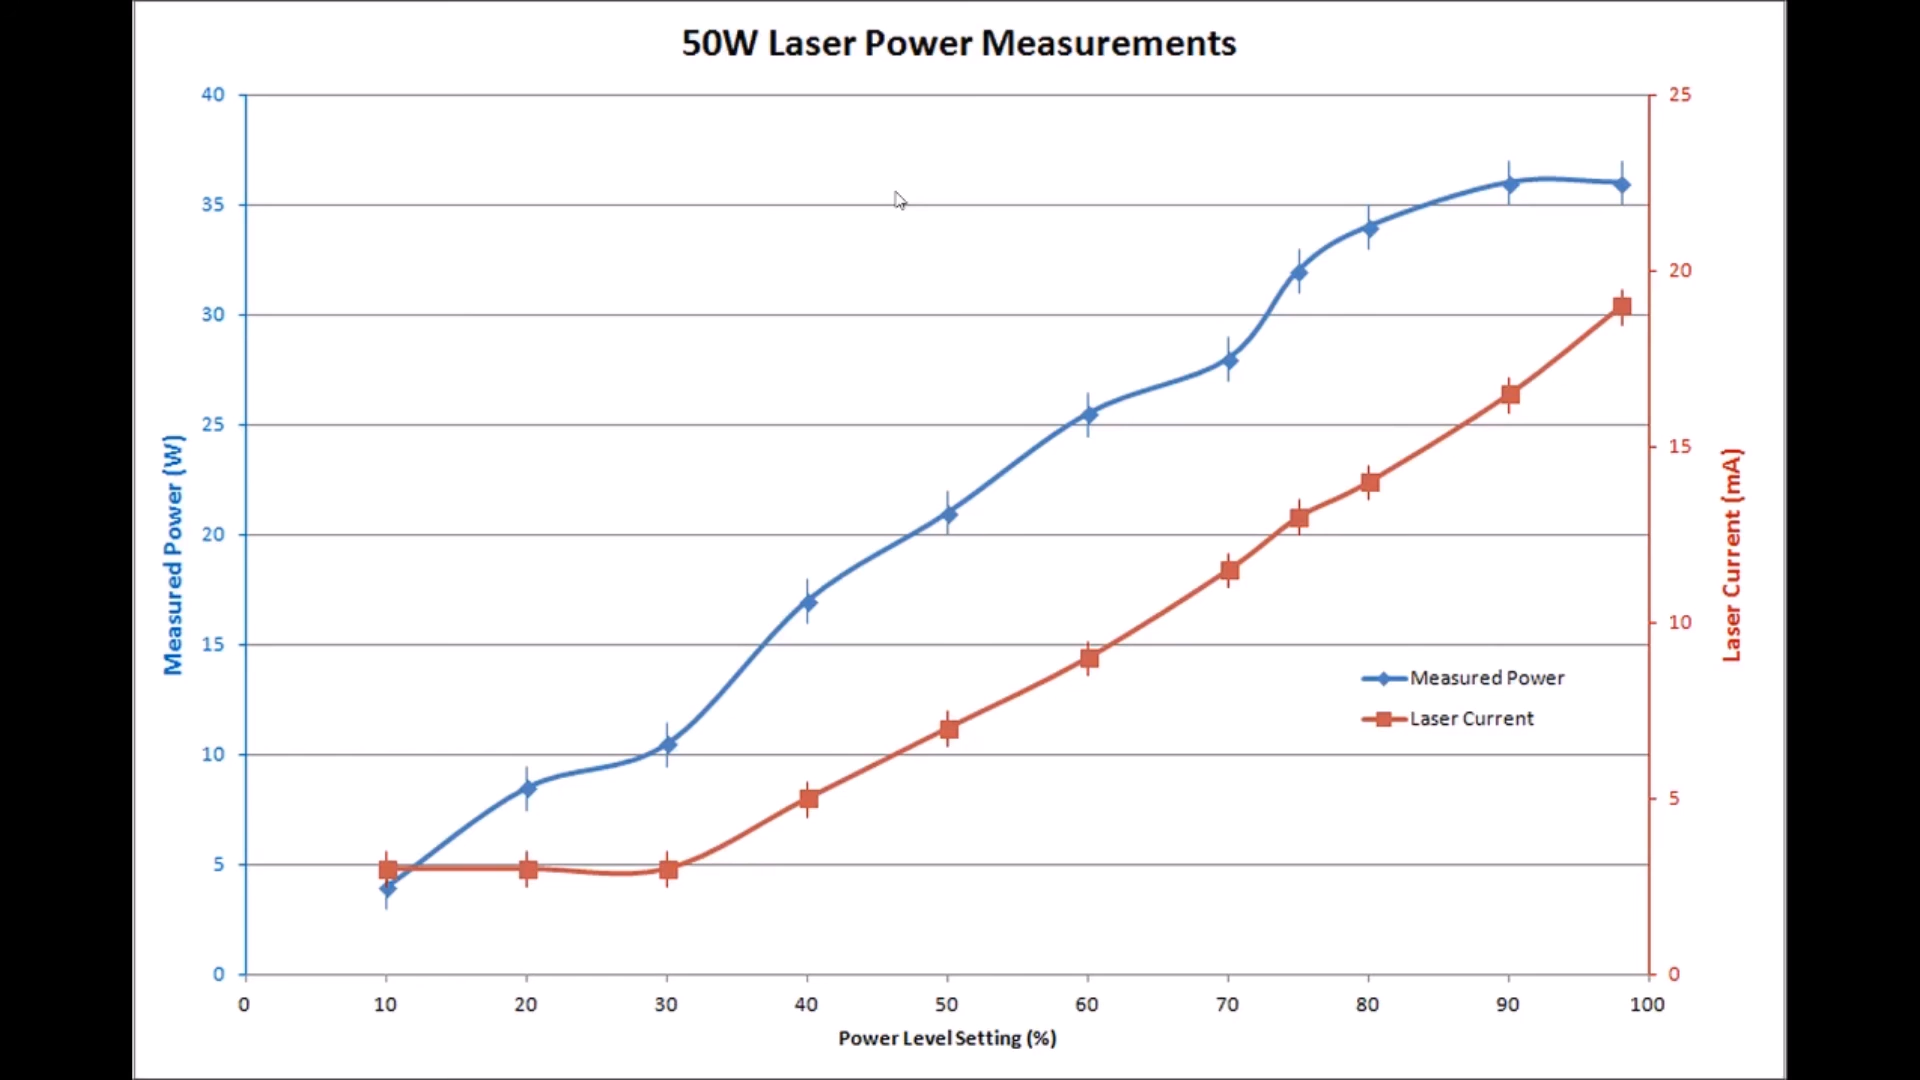 50W Laser Power Measurements
40
35
30
25
20
15
10
5
0
Measured Power (W)
25
20
15
10
5
0
Laser Current (mA)
Measured Power
Laser Current
0 10 20 30 40 50 60 70 80 90 100
Power Level Setting (%)